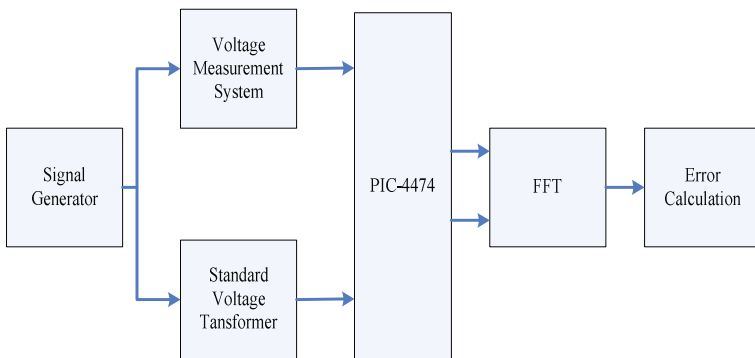 Voltage
Measurement
System
Signal
Generator
PIC-4474
FFT
Error
Calculation
Standard
Voltage
Tansformer